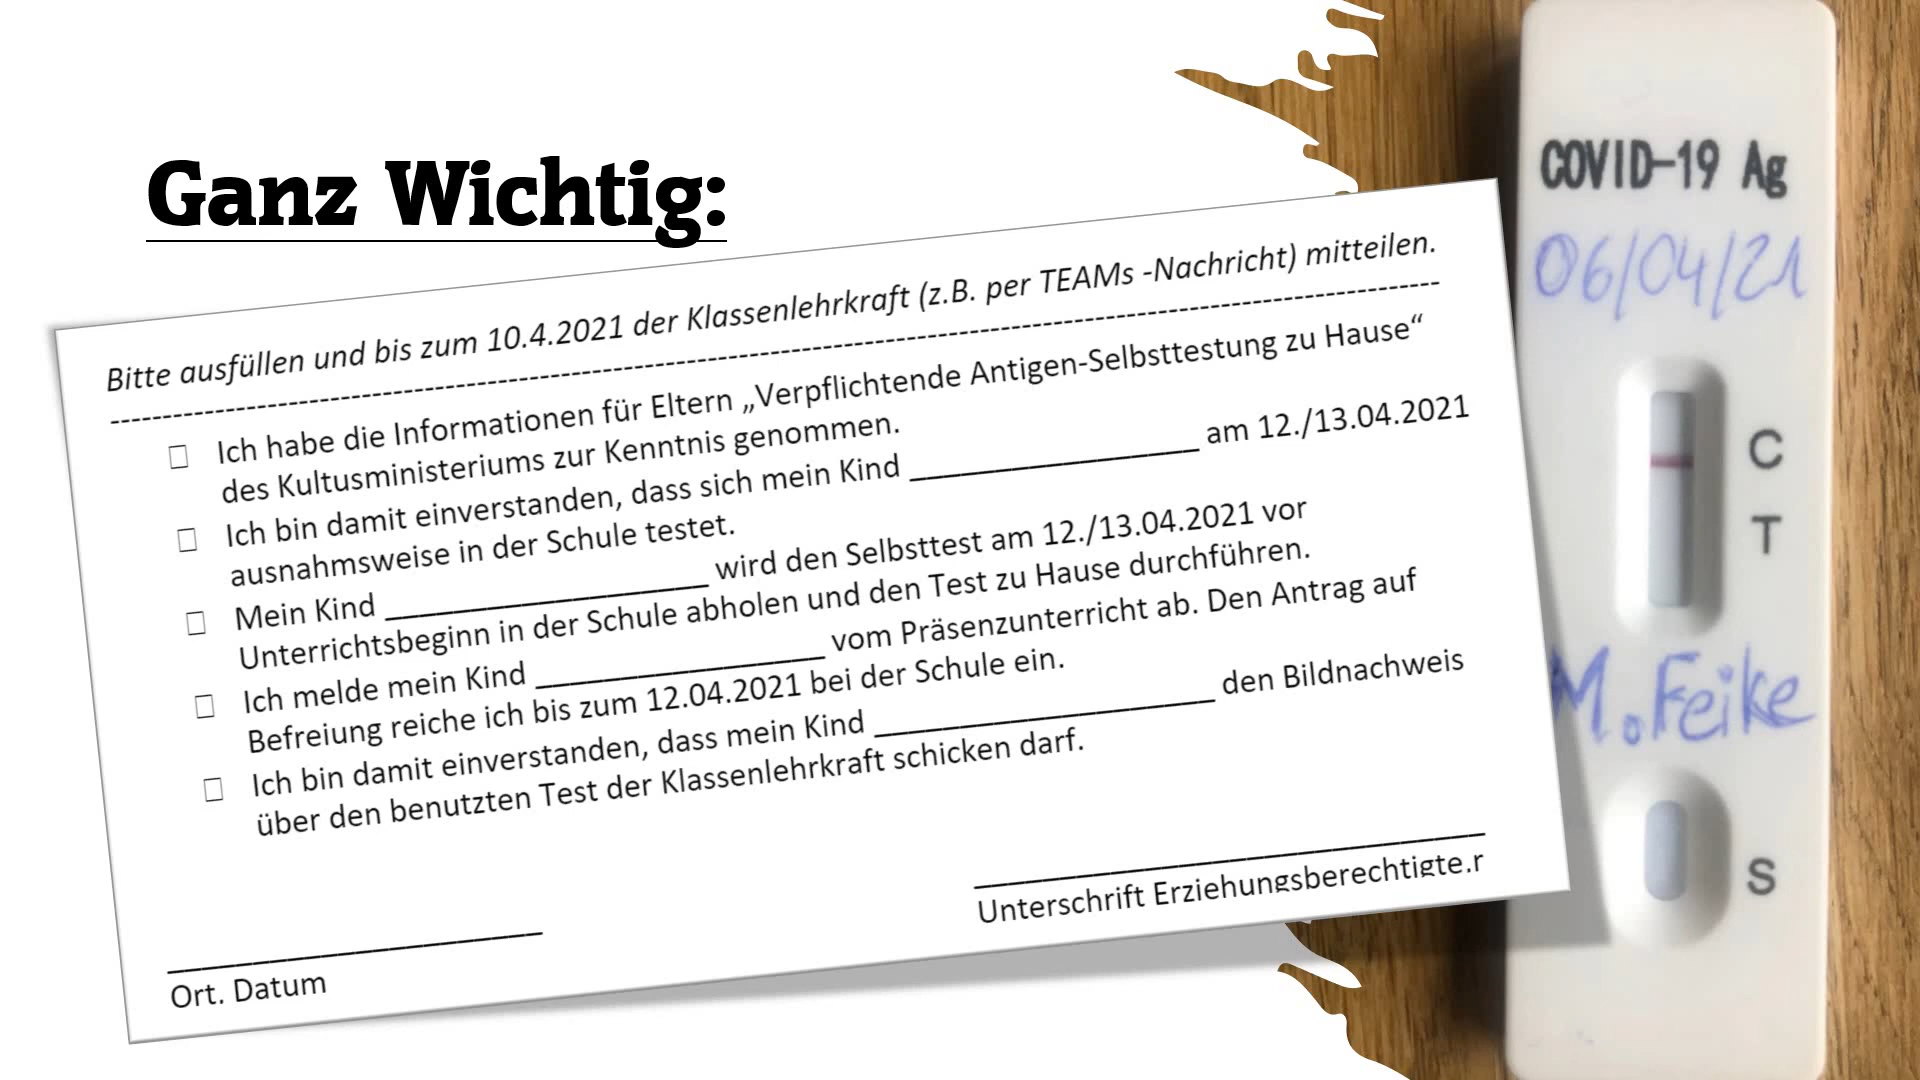 Ganz Wichtig:
Bitte ausfüllen und bis zum 10.4.2021 der Klassenlehrkraft (z.B. per TEAMs -Nachricht) mitteilen.
Ich habe die Informationen für Eltern „Verpflichtende Antigen-Selbsttestung zu Hause“
des Kultusministeriums zur Kenntnis genommen.
Ich bin damit einverstanden, dass sich mein Kind _________________ am 12./13.04.2021
ausnahmsweise in der Schule testet.
Mein Kind ___________________ wird den Selbsttest am 12./13.04.2021 vor
Unterrichtsbeginn in der Schule abholen und den Test zu Hause durchführen.
Ich melde mein Kind _________________ vom Präsenzunterricht ab. Den Antrag auf
Befreiung reiche ich bis zum 12.04.2021 bei der Schule ein.
Ich bin damit einverstanden, dass mein Kind ____________________ den Bildnachweis
über den benutzten Test der Klassenlehrkraft schicken darf.
Ort. Datum
Unterschrift Erziehungsberechtigte.r
COVID-19 Ag
06/04/21
C
T
M.Feike
S